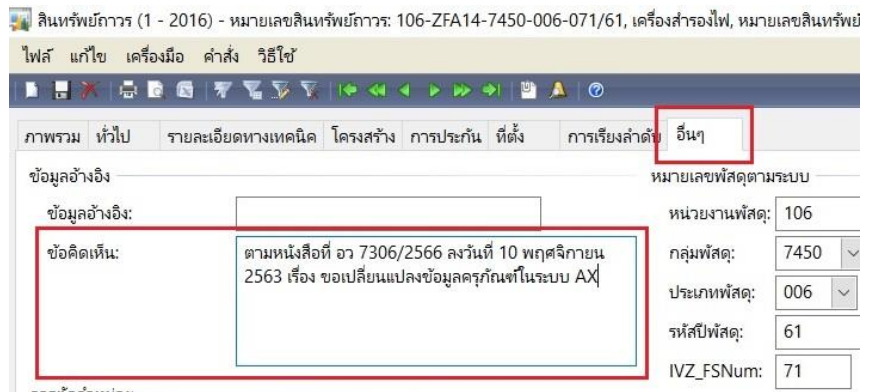 สินทรัพย์ถาวร (1 - 2016) - หมายเลขสินทรัพย์ถาวร: 106-ZFA14-7450-006-071/61, เครื่องสำรองไฟ, หมายเลขสินทรัพย์
ไฟล์ แก้ไข เครื่องมือ คำสั่ง วิธีใช้
ภาพรวม ทั่วไป รายละเอียดทางเทคนิค โครงสร้าง การประกัน ที่ตั้ง การเรียงลำดับ อื่นๆ
ข้อมูลอ้างอิง หมายเลขพัสดุตามระบบ
ข้อมูลอ้างอิง: หน่วยงานพัสดุ: 106
ข้อคิดเห็น: ตามหนังสือที่ อว 7306/2566 ลงวันที่ 10 พฤศจิกายน กลุ่มพัสดุ: 7450
2563 เรื่อง ขอเปลี่ยนแปลงข้อมูลครุภัณฑ์ในระบบ AX
ประเภทพัสดุ: 006
รหัสปีพัสดุ: 61
IVZ_FSNum: 71